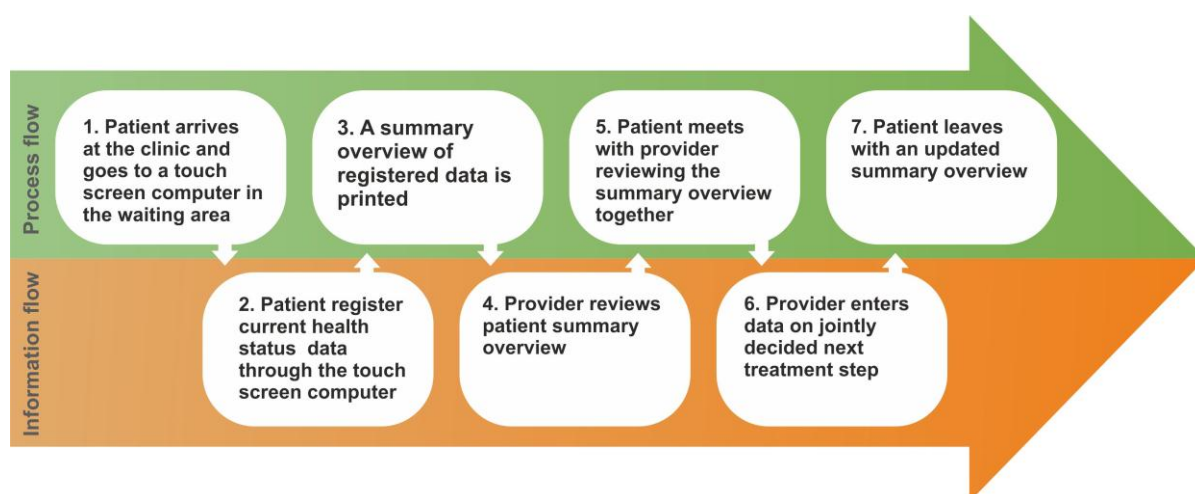 Process flow
1. Patient arrives
at the clinic and
goes to a touch
screen computer in
the waiting area
3. A summary
overview of
registered data is
printed
5. Patient meets
with provider
reviewing the
summary overview
together
7. Patient leaves
with an updated
summary overview
Information flow
2. Patient register
current health
status data
through the touch
screen computer
4. Provider reviews
patient summary
overview
6. Provider enters
data on jointly
decided next
treatment step